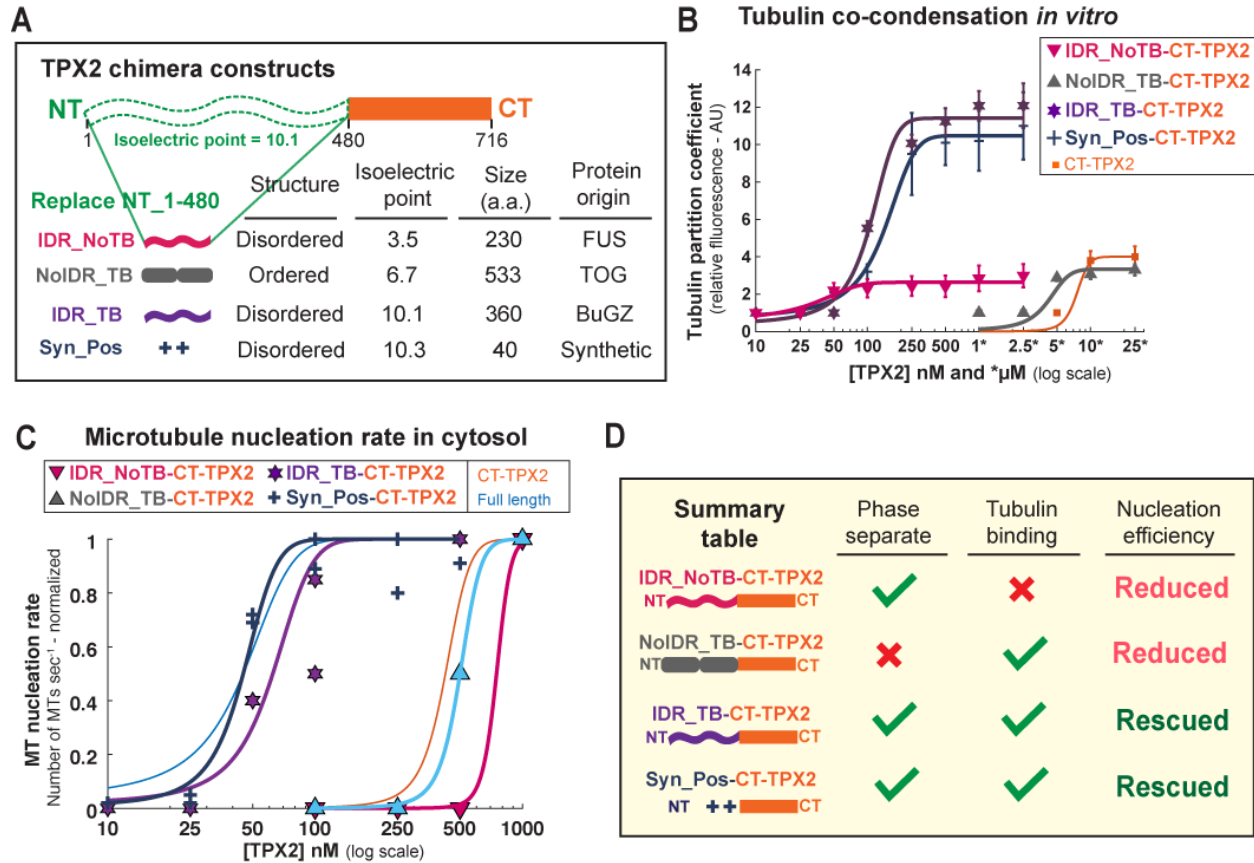 A
TPX2 chimera constructs
NT
CT
1
Isoelectric point = 10.1
480
716
Replace NT_1-480
Structure
Isoelectric point
Size (a.a.)
Protein origin
IDR_NoTB
Disordered
3.5
230
FUS
NoIDR_TB
Ordered
6.7
533
TOG
IDR_TB
Disordered
10.1
360
BuGZ
Syn_Pos
++
Disordered
10.3
40
Synthetic
B
Tubulin co-condensation in vitro
IDR_NoTB-CT-TPX2
NoIDR_TB-CT-TPX2
IDR_TB-CT-TPX2
Syn_Pos-CT-TPX2
CT-TPX2
Tubulin partition coefficient
(relative fluorescence - AU)
14
12
10
8
6
4
2
0
10 25 50 100 250 500 1* 2.5* 5* 10* 25*
[TPX2] nM and *µM (log scale)
C
Microtubule nucleation rate in cytosol
IDR_NoTB-CT-TPX2
IDR_TB-CT-TPX2
CT-TPX2
NoIDR_TB-CT-TPX2
Syn_Pos-CT-TPX2
Full length
MT nucleation rate
Number of MTs sec⁻¹ - normalized
1
0.8
0.6
0.4
0.2
0
10 25 50 100 250 500 1000
[TPX2] nM (log scale)
D
Summary table
Phase separate
Tubulin binding
Nucleation efficiency
IDR_NoTB-CT-TPX2
NT CT
Reduced
NoIDR_TB-CT-TPX2
NT CT
Reduced
IDR_TB-CT-TPX2
NT CT
Rescued
Syn_Pos-CT-TPX2
NT ++ CT
Rescued